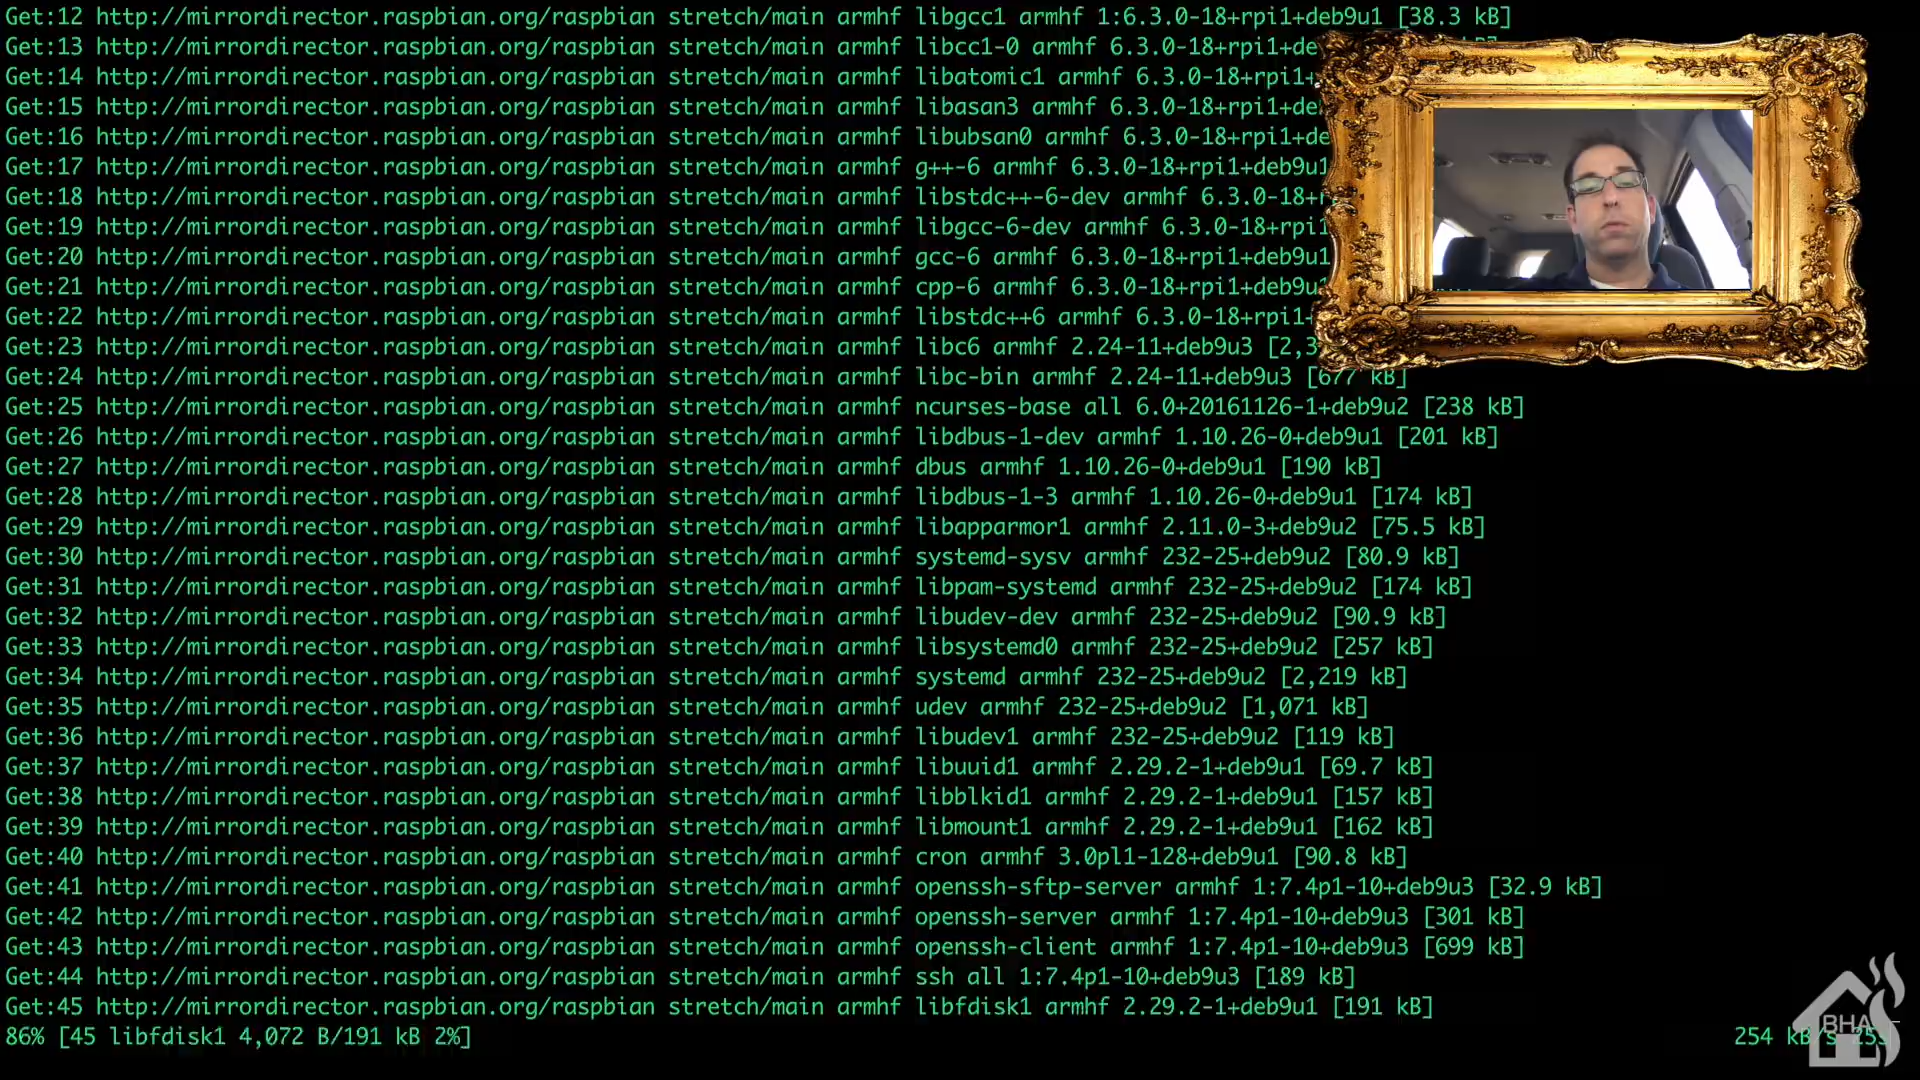 Get:12 http://mirrordirector.raspbian.org/raspbian stretch/main armhf libgcc1 armhf 1:6.3.0-18+rpi1+deb9u1 [38.3 kB]
Get:13 http://mirrordirector.raspbian.org/raspbian stretch/main armhf libcc1-0 armhf 6.3.0-18+rpi1+de
Get:14 http://mirrordirector.raspbian.org/raspbian stretch/main armhf libatomic1 armhf 6.3.0-18+rpi1+
Get:15 http://mirrordirector.raspbian.org/raspbian stretch/main armhf libasan3 armhf 6.3.0-18+rpi1+de
Get:16 http://mirrordirector.raspbian.org/raspbian stretch/main armhf libubsan0 armhf 6.3.0-18+rpi1+de
Get:17 http://mirrordirector.raspbian.org/raspbian stretch/main armhf g++-6 armhf 6.3.0-18+rpi1+deb9u1
Get:18 http://mirrordirector.raspbian.org/raspbian stretch/main armhf libstdc++-6-dev armhf 6.3.0-18+r
Get:19 http://mirrordirector.raspbian.org/raspbian stretch/main armhf libgcc-6-dev armhf 6.3.0-18+rpi1
Get:20 http://mirrordirector.raspbian.org/raspbian stretch/main armhf gcc-6 armhf 6.3.0-18+rpi1+deb9u1
Get:21 http://mirrordirector.raspbian.org/raspbian stretch/main armhf cpp-6 armhf 6.3.0-18+rpi1+deb9u1
Get:22 http://mirrordirector.raspbian.org/raspbian stretch/main armhf libstdc++6 armhf 6.3.0-18+rpi1+
Get:23 http://mirrordirector.raspbian.org/raspbian stretch/main armhf libc6 armhf 2.24-11+deb9u3 [2,3
Get:24 http://mirrordirector.raspbian.org/raspbian stretch/main armhf libc-bin armhf 2.24-11+deb9u3 [677 kB]
Get:25 http://mirrordirector.raspbian.org/raspbian stretch/main armhf ncurses-base all 6.0+20161126-1+deb9u2 [238 kB]
Get:26 http://mirrordirector.raspbian.org/raspbian stretch/main armhf libdbus-1-dev armhf 1.10.26-0+deb9u1 [201 kB]
Get:27 http://mirrordirector.raspbian.org/raspbian stretch/main armhf dbus armhf 1.10.26-0+deb9u1 [190 kB]
Get:28 http://mirrordirector.raspbian.org/raspbian stretch/main armhf libdbus-1-3 armhf 1.10.26-0+deb9u1 [174 kB]
Get:29 http://mirrordirector.raspbian.org/raspbian stretch/main armhf libapparmor1 armhf 2.11.0-3+deb9u2 [75.5 kB]
Get:30 http://mirrordirector.raspbian.org/raspbian stretch/main armhf systemd-sysv armhf 232-25+deb9u2 [80.9 kB]
Get:31 http://mirrordirector.raspbian.org/raspbian stretch/main armhf libpam-systemd armhf 232-25+deb9u2 [174 kB]
Get:32 http://mirrordirector.raspbian.org/raspbian stretch/main armhf libudev-dev armhf 232-25+deb9u2 [90.9 kB]
Get:33 http://mirrordirector.raspbian.org/raspbian stretch/main armhf libsystemd0 armhf 232-25+deb9u2 [257 kB]
Get:34 http://mirrordirector.raspbian.org/raspbian stretch/main armhf systemd armhf 232-25+deb9u2 [2,219 kB]
Get:35 http://mirrordirector.raspbian.org/raspbian stretch/main armhf udev armhf 232-25+deb9u2 [1,071 kB]
Get:36 http://mirrordirector.raspbian.org/raspbian stretch/main armhf libudev1 armhf 232-25+deb9u2 [119 kB]
Get:37 http://mirrordirector.raspbian.org/raspbian stretch/main armhf libuuid1 armhf 2.29.2-1+deb9u1 [69.7 kB]
Get:38 http://mirrordirector.raspbian.org/raspbian stretch/main armhf libblkid1 armhf 2.29.2-1+deb9u1 [157 kB]
Get:39 http://mirrordirector.raspbian.org/raspbian stretch/main armhf libmount1 armhf 2.29.2-1+deb9u1 [162 kB]
Get:40 http://mirrordirector.raspbian.org/raspbian stretch/main armhf cron armhf 3.0pl1-128+deb9u1 [90.8 kB]
Get:41 http://mirrordirector.raspbian.org/raspbian stretch/main armhf openssh-sftp-server armhf 1:7.4p1-10+deb9u3 [32.9 kB]
Get:42 http://mirrordirector.raspbian.org/raspbian stretch/main armhf openssh-server armhf 1:7.4p1-10+deb9u3 [301 kB]
Get:43 http://mirrordirector.raspbian.org/raspbian stretch/main armhf openssh-client armhf 1:7.4p1-10+deb9u3 [699 kB]
Get:44 http://mirrordirector.raspbian.org/raspbian stretch/main armhf ssh all 1:7.4p1-10+deb9u3 [189 kB]
Get:45 http://mirrordirector.raspbian.org/raspbian stretch/main armhf libfdisk1 armhf 2.29.2-1+deb9u1 [191 kB]
86% [45 libfdisk1 4,072 B/191 kB 2%] 254 kB/s 25s
BHA